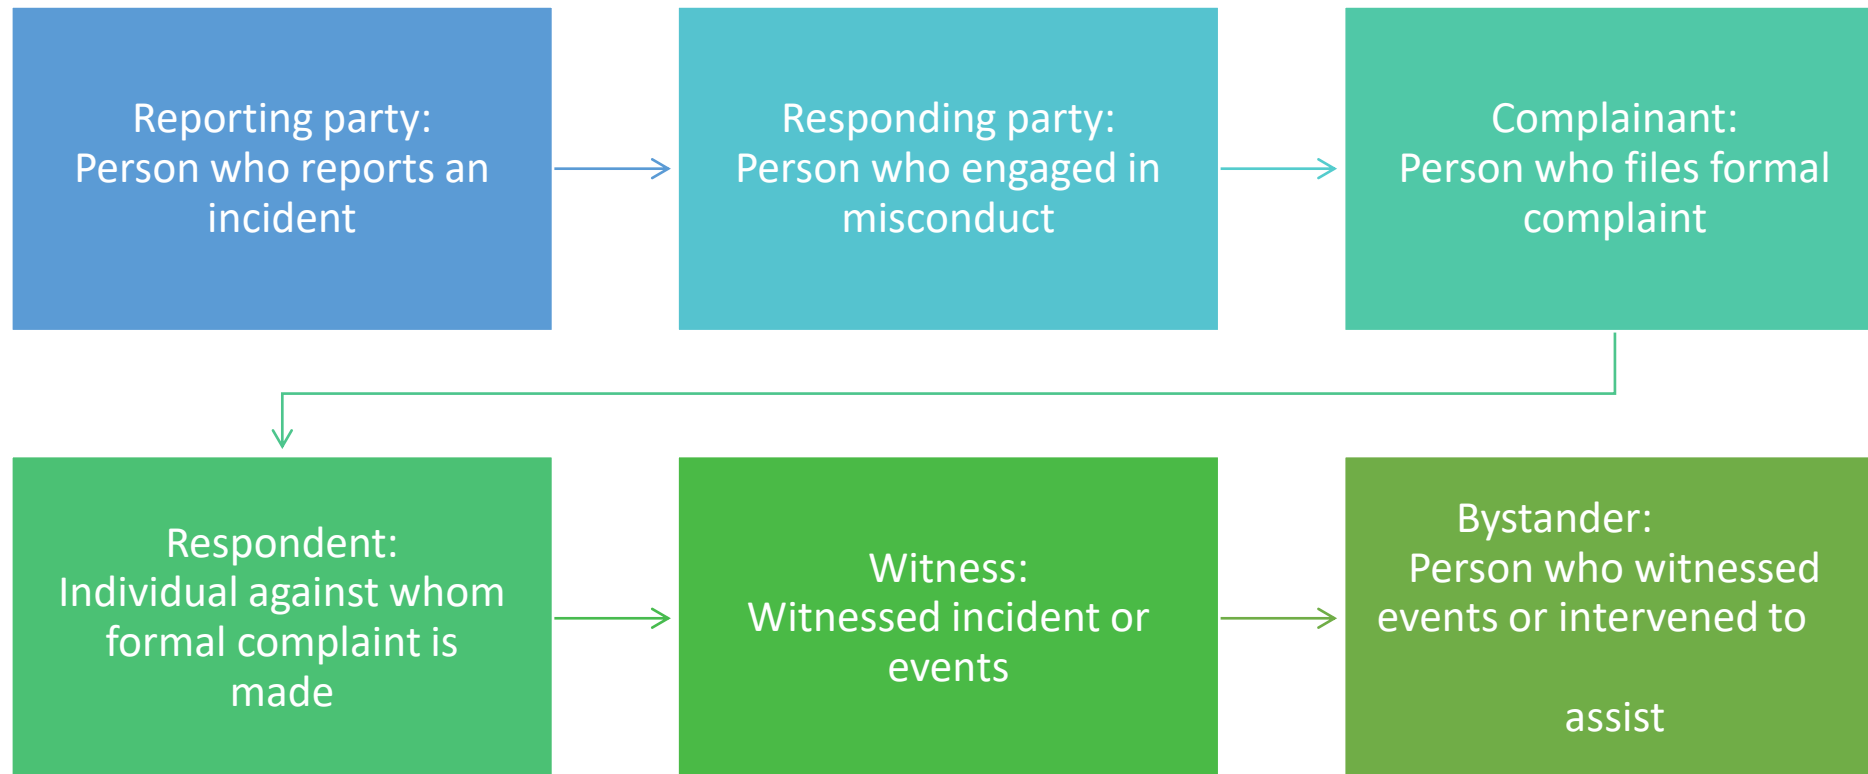 Reporting party:
Person who reports an
incident
Responding party:
Person who engaged in
misconduct
Complainant:
Person who files formal
complaint
Respondent:
Individual against whom
formal complaint is
made
Witness:
Witnessed incident or
events
Bystander:
Person who witnessed
events or intervened to
assist